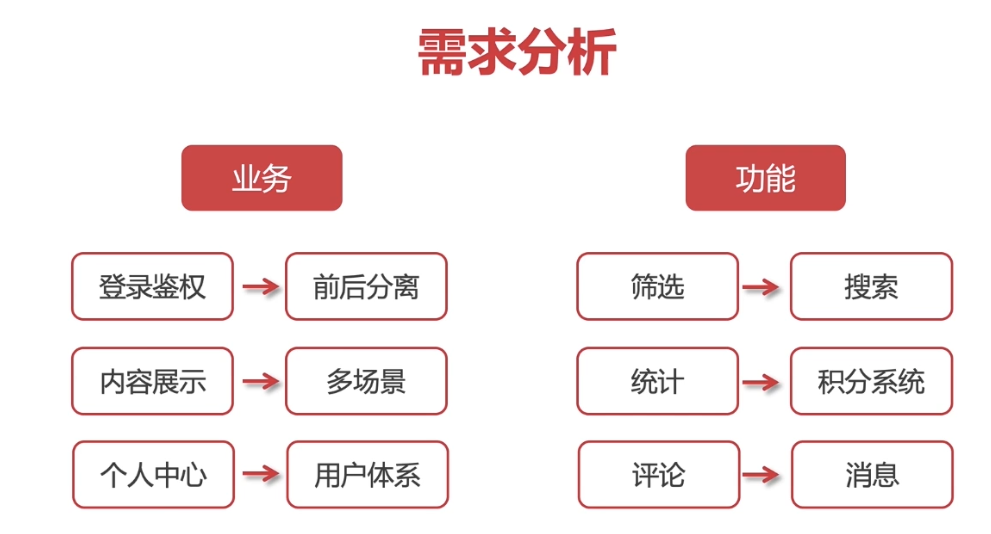 需求分析
业务
功能
登录鉴权
前后分离
筛选
搜索
内容展示
多场景
统计
积分系统
个人中心
用户体系
评论
消息